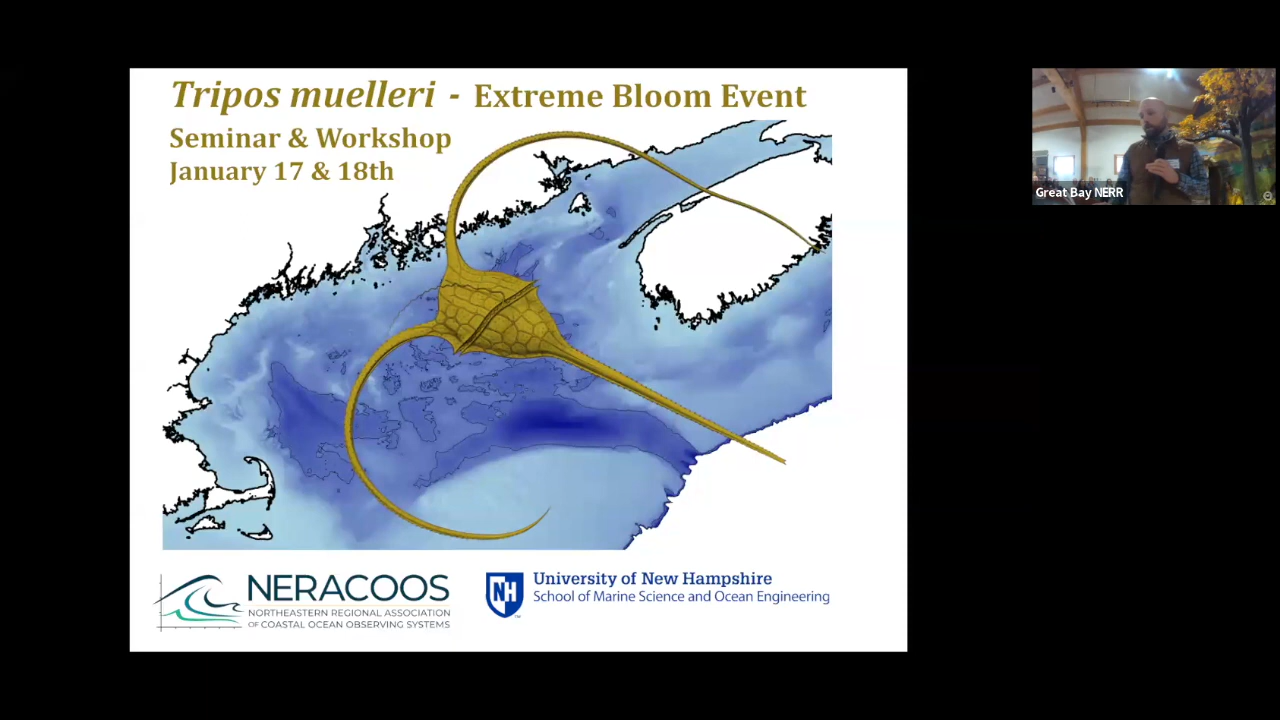 Tripos muelleri - Extreme Bloom Event
Seminar & Workshop
January 17 & 18th
Great Bay NERR
NERACOOS
NORTHEASTERN REGIONAL ASSOCIATION
OF COASTAL OCEAN OBSERVING SYSTEMS
NH
University of New Hampshire
School of Marine Science and Ocean Engineering